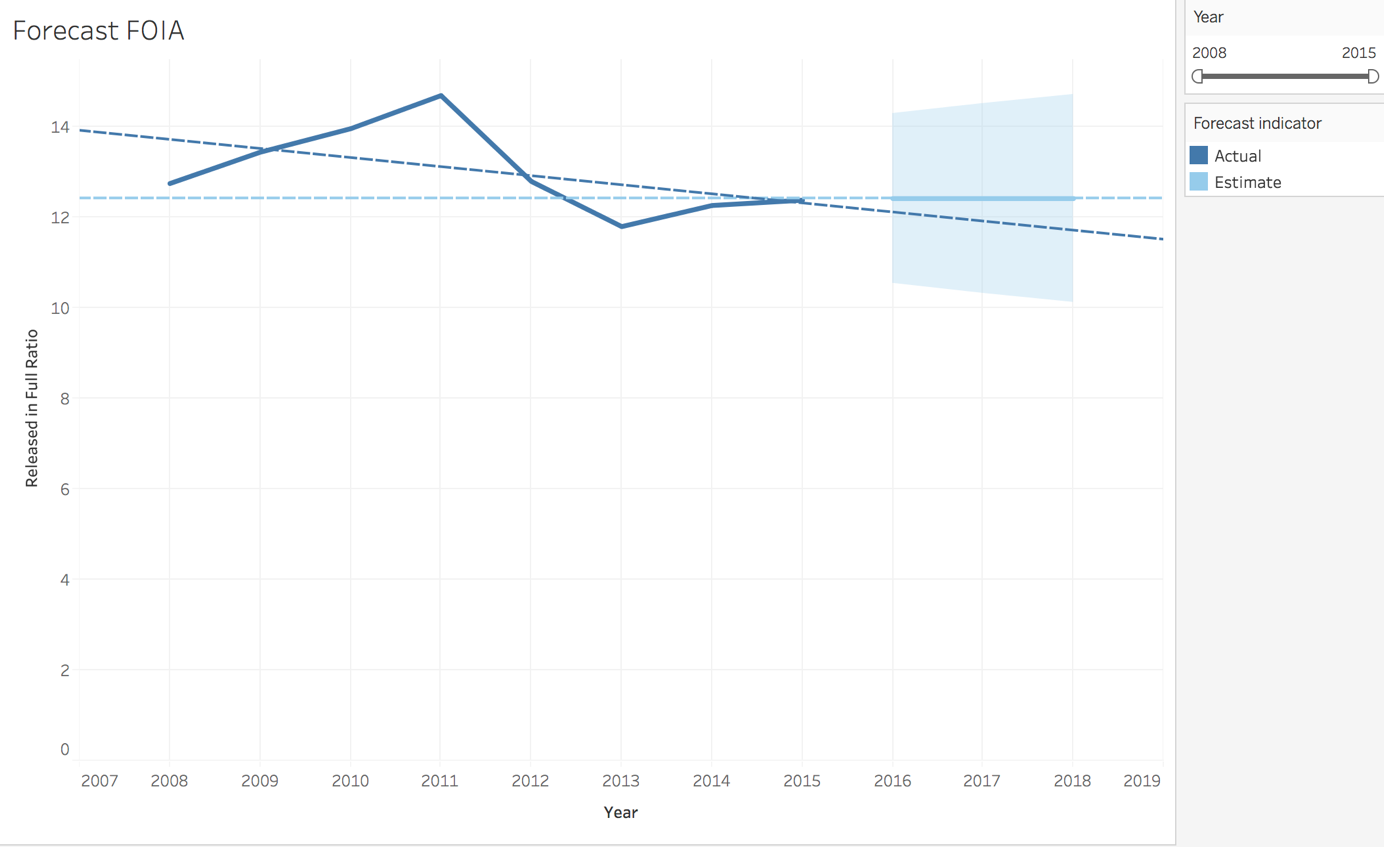 Forecast FOIA
Year
2008 2015
Forecast indicator
Actual
Estimate
Released in Full Ratio
14
12
10
8
6
4
2
0
2007 2008 2009 2010 2011 2012 2013 2014 2015 2016 2017 2018 2019
Year